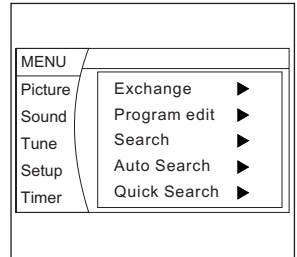 MENU
Picture
Sound
Tune
Setup
Timer
Exchange ▶
Program edit ▶
Search ▶
Auto Search ▶
Quick Search ▶